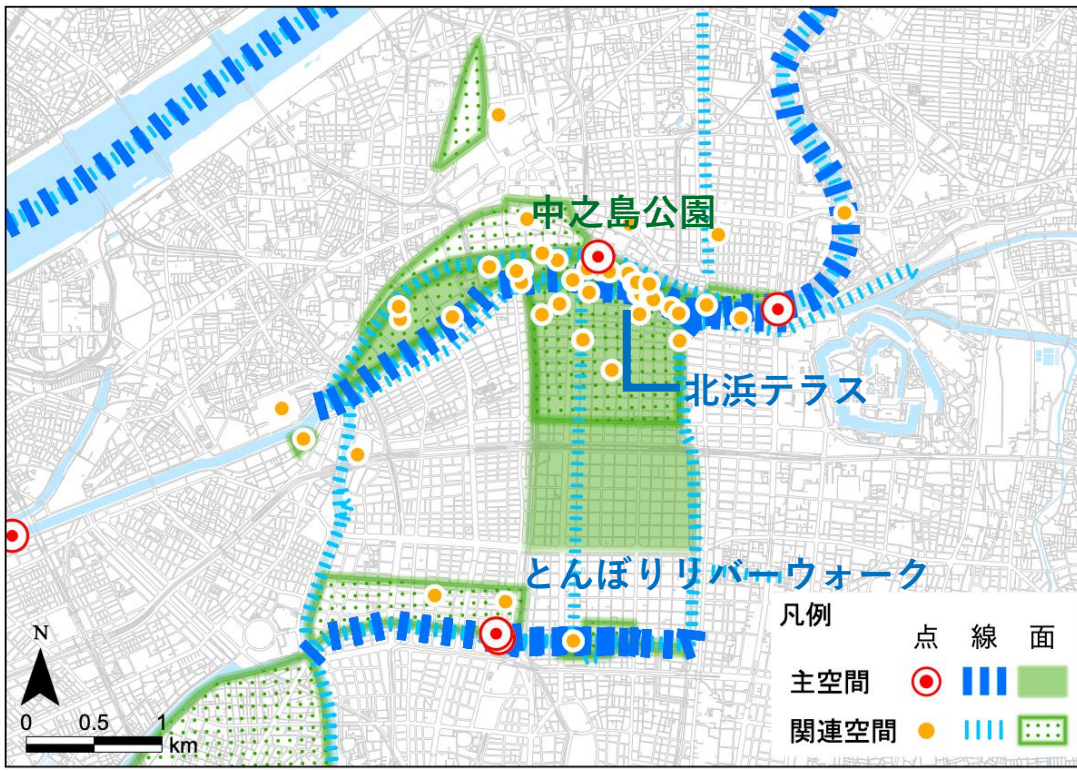 中之島公園
北浜テラス
とんぼりリバーウォーク
N
0 0.5 1
km
凡例
点 線 面
主空間
関連空間